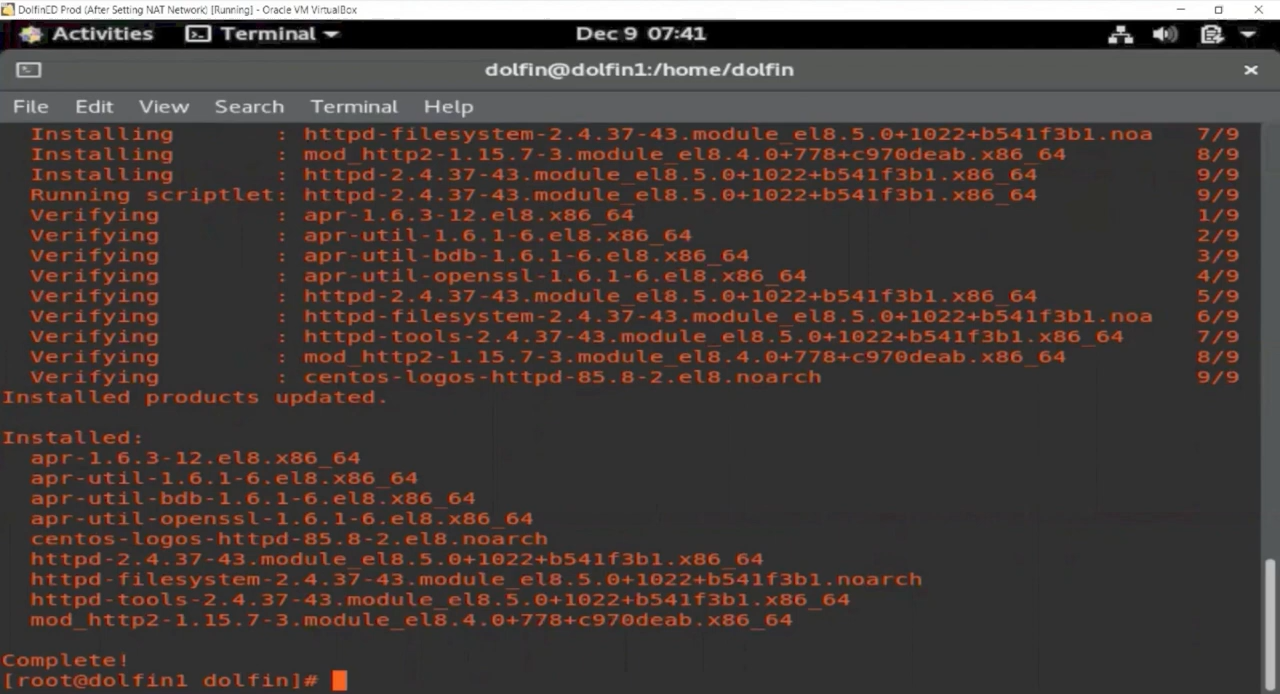 DolfinED Prod (After Setting NAT Network) [Running] - Oracle VM VirtualBox
Activities Terminal Dec 9 07:41
dolfin@dolfin1:/home/dolfin
File Edit View Search Terminal Help
Installing : httpd-filesystem-2.4.37-43.module_el8.5.0+1022+b541f3b1.noa 7/9
Installing : mod_http2-1.15.7-3.module_el8.4.0+778+c970deab.x86_64 8/9
Installing : httpd-2.4.37-43.module_el8.5.0+1022+b541f3b1.x86_64 9/9
Running scriptlet: httpd-2.4.37-43.module_el8.5.0+1022+b541f3b1.x86_64 9/9
Verifying : apr-1.6.3-12.el8.x86_64 1/9
Verifying : apr-util-1.6.1-6.el8.x86_64 2/9
Verifying : apr-util-bdb-1.6.1-6.el8.x86_64 3/9
Verifying : apr-util-openssl-1.6.1-6.el8.x86_64 4/9
Verifying : httpd-2.4.37-43.module_el8.5.0+1022+b541f3b1.x86_64 5/9
Verifying : httpd-filesystem-2.4.37-43.module_el8.5.0+1022+b541f3b1.noa 6/9
Verifying : httpd-tools-2.4.37-43.module_el8.5.0+1022+b541f3b1.x86_64 7/9
Verifying : mod_http2-1.15.7-3.module_el8.4.0+778+c970deab.x86_64 8/9
Verifying : centos-logos-httpd-85.8-2.el8.noarch 9/9
Installed products updated.
Installed:
apr-1.6.3-12.el8.x86_64
apr-util-1.6.1-6.el8.x86_64
apr-util-bdb-1.6.1-6.el8.x86_64
apr-util-openssl-1.6.1-6.el8.x86_64
centos-logos-httpd-85.8-2.el8.noarch
httpd-2.4.37-43.module_el8.5.0+1022+b541f3b1.x86_64
httpd-filesystem-2.4.37-43.module_el8.5.0+1022+b541f3b1.noarch
httpd-tools-2.4.37-43.module_el8.5.0+1022+b541f3b1.x86_64
mod_http2-1.15.7-3.module_el8.4.0+778+c970deab.x86_64
Complete!
[root@dolfin1 dolfin]#